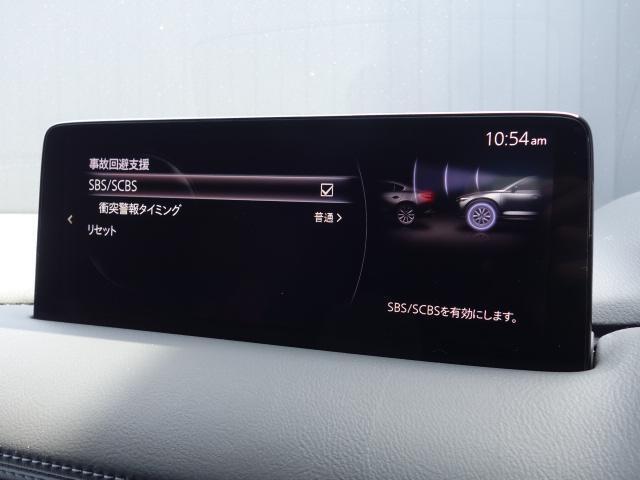 10:54am
事故回避支援
SBS/SCBS
衝突警報タイミング 普通
リセット
SBS/SCBSを有効にします。